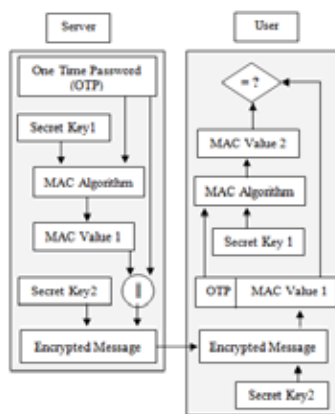 Server
One Time Password
(OTP)
Secret Key1
MAC Algorithm
MAC Value 1
Secret Key2
||
Encrypted Message
User
= ?
MAC Value 2
MAC Algorithm
Secret Key 1
OTP
MAC Value 1
Encrypted Message
Secret Key2